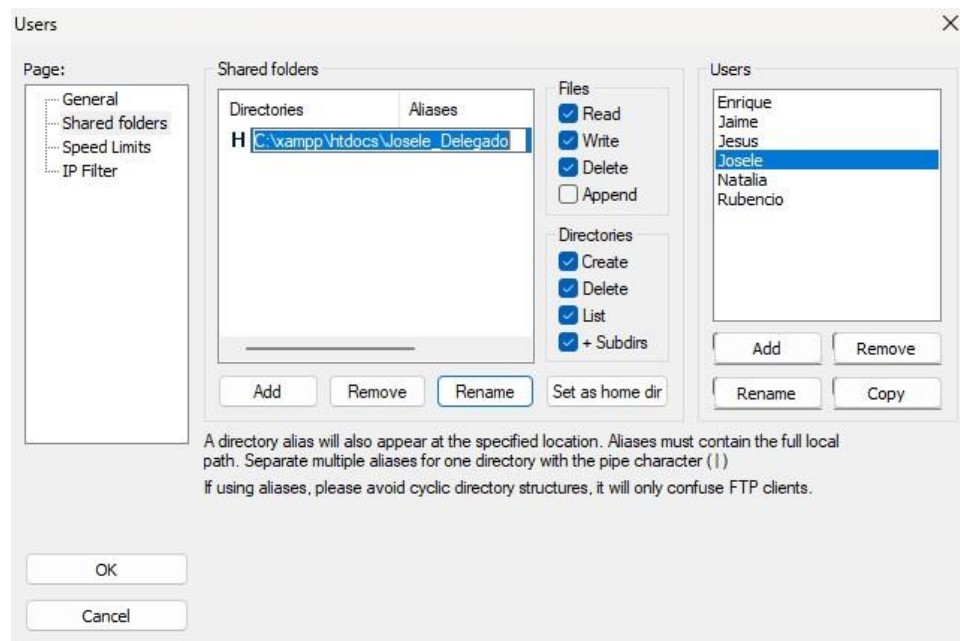 Users
Page:
General
Shared folders
Speed Limits
IP Filter
Shared folders
Directories Aliases
H C:\xampp\htdocs\Josele_Delegado
Files
Read
Write
Delete
Append
Directories
Create
Delete
List
+ Subdirs
Add Remove Rename Set as home dir
Users
Enrique
Jaime
Jesus
Josele
Natalia
Rubencio
Add Remove
Rename Copy
A directory alias will also appear at the specified location. Aliases must contain the full local
path. Separate multiple aliases for one directory with the pipe character (|)
If using aliases, please avoid cyclic directory structures, it will only confuse FTP clients.
OK
Cancel